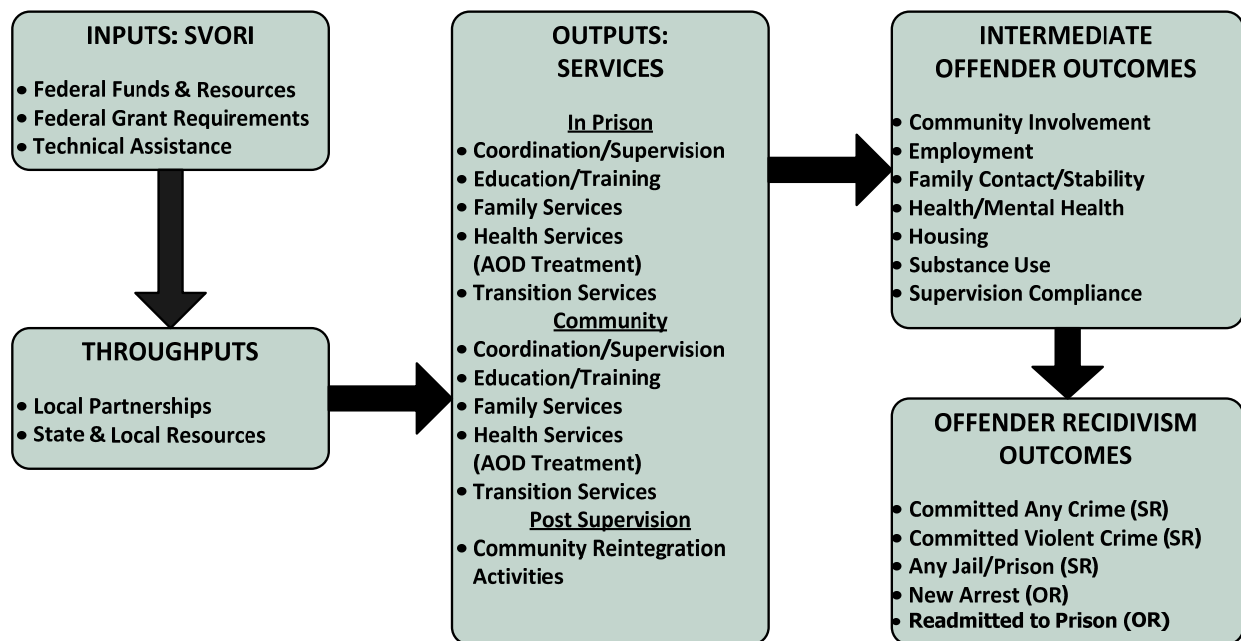 INPUTS: SVORI
• Federal Funds & Resources
• Federal Grant Requirements
• Technical Assistance
THROUGHPUTS
• Local Partnerships
• State & Local Resources
OUTPUTS:
SERVICES
In Prison
• Coordination/Supervision
• Education/Training
• Family Services
• Health Services
(AOD Treatment)
• Transition Services
Community
• Coordination/Supervision
• Education/Training
• Family Services
• Health Services
(AOD Treatment)
• Transition Services
Post Supervision
• Community Reintegration
Activities
INTERMEDIATE
OFFENDER OUTCOMES
• Community Involvement
• Employment
• Family Contact/Stability
• Health/Mental Health
• Housing
• Substance Use
• Supervision Compliance
OFFENDER RECIDIVISM
OUTCOMES
• Committed Any Crime (SR)
• Committed Violent Crime (SR)
• Any Jail/Prison (SR)
• New Arrest (OR)
• Readmitted to Prison (OR)